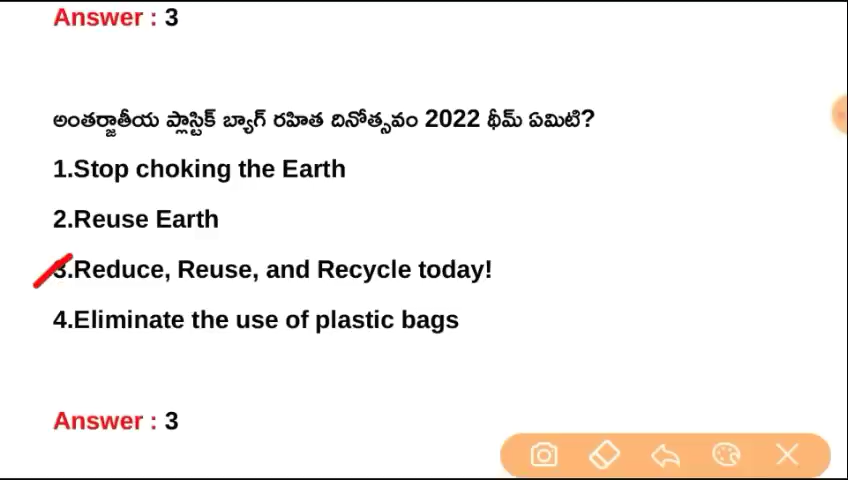 Answer : 3
అంతర్జాతీయ ప్లాస్టిక్ బ్యాగ్ రహిత దినోత్సవం 2022 థీమ్ ఏమిటి?
1.Stop choking the Earth
2.Reuse Earth
3.Reduce, Reuse, and Recycle today!
4.Eliminate the use of plastic bags
Answer : 3